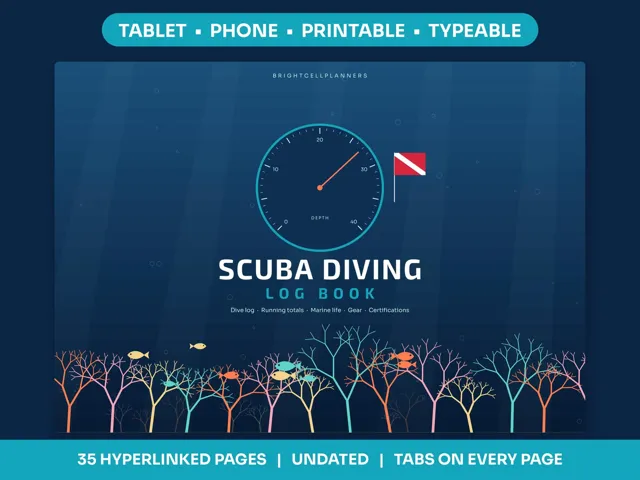 TABLET ▪ PHONE ▪ PRINTABLE ▪ TYPEABLE
BRIGHTCELLPLANNERS
20
10 30
DEPTH
0 40
SCUBA DIVING
LOG BOOK
Dive log · Running totals · Marine life · Gear · Certifications
35 HYPERLINKED PAGES | UNDATED | TABS ON EVERY PAGE